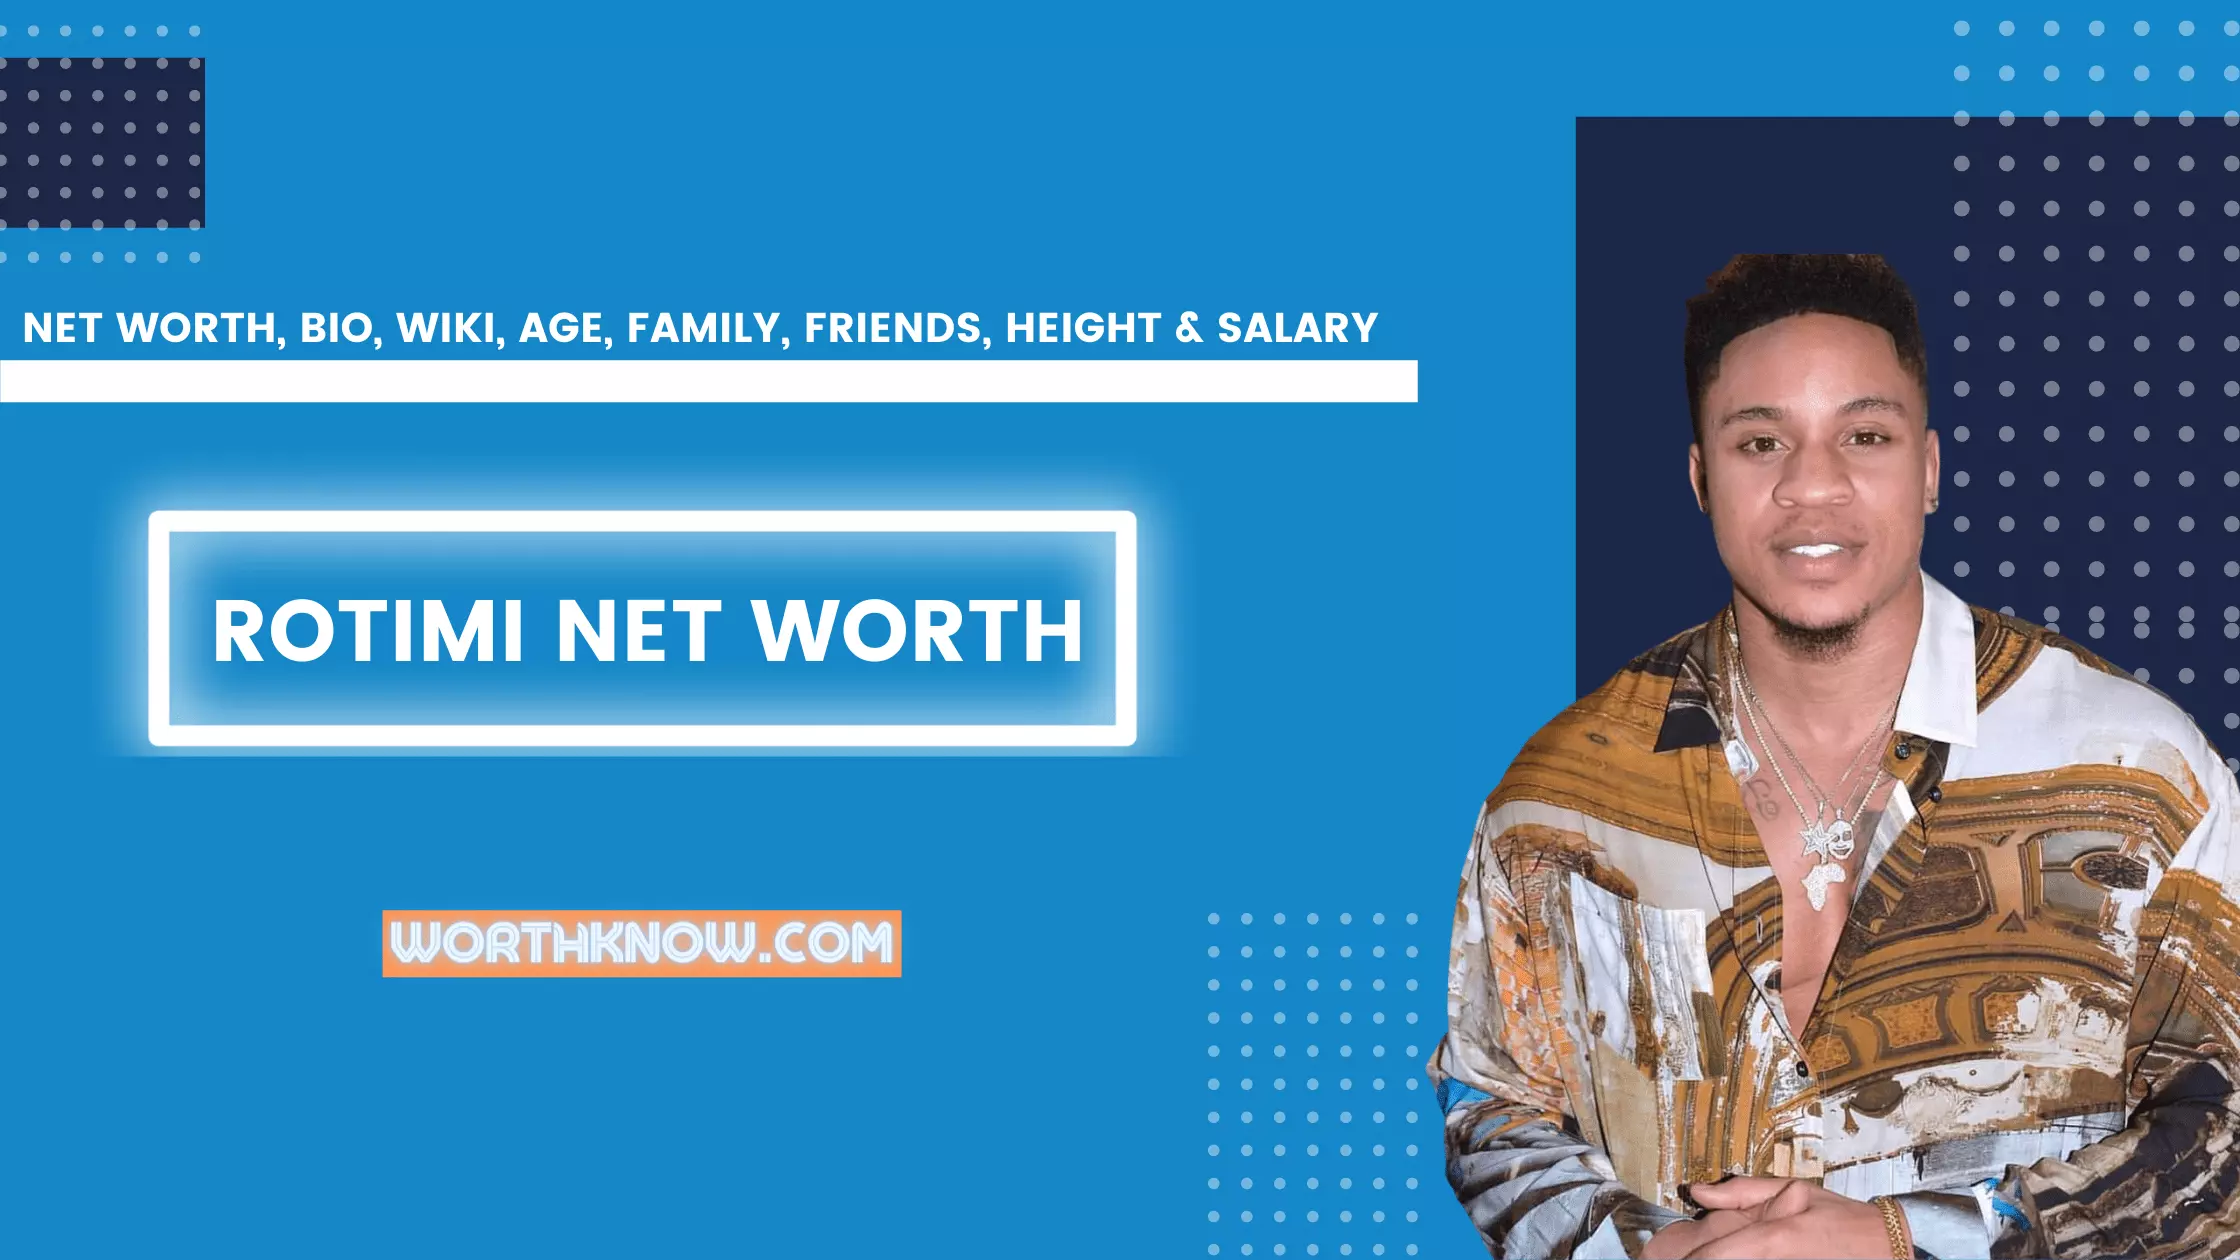 NET WORTH, BIO, WIKI, AGE, FAMILY, FRIENDS, HEIGHT & SALARY
ROTIMI NET WORTH
WORTHKNOW.COM